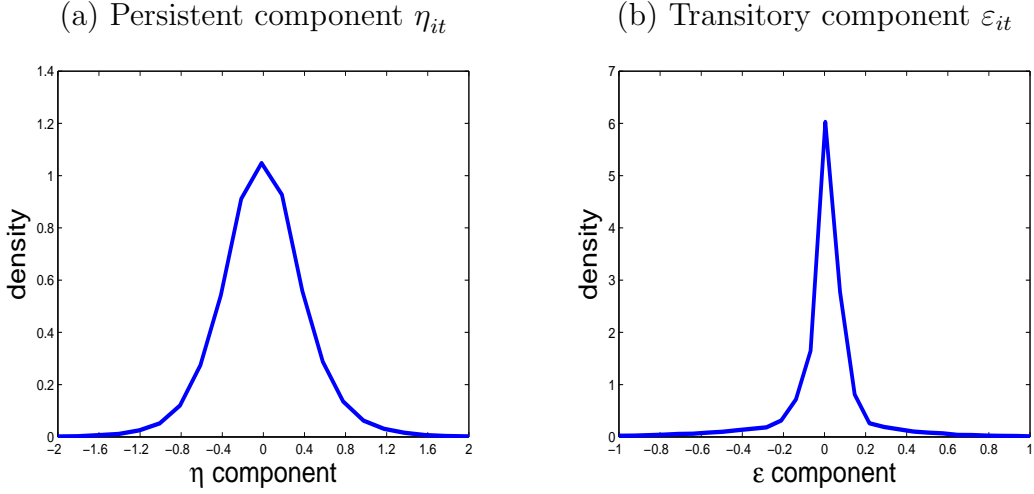 (a) Persistent component ηit
(b) Transitory component εit
1.4
1.2
1
0.8
0.6
0.4
0.2
0
density
−2 −1.6 −1.2 −0.8 −0.4 0 0.4 0.8 1.2 1.6 2
η component
7
6
5
4
3
2
1
0
density
−1 −0.8 −0.6 −0.4 −0.2 0 0.2 0.4 0.6 0.8 1
ε component